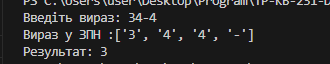 PS C:\Users\user\Desktop\Program\TP-KB-231-D
Введіть вираз: 34-4
Вираз у ЗПН :['3', '4', '4', '-']
Результат: 3